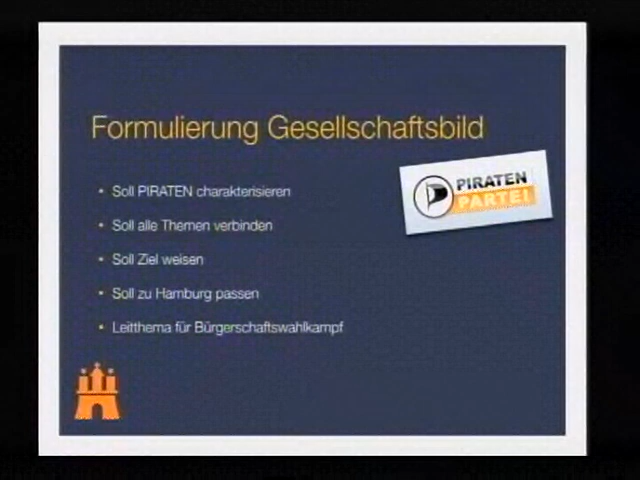 Formulierung Gesellschaftsbild
• Soll PIRATEN charakterisieren
• Soll alle Themen verbinden
• Soll Ziel weisen
• Soll zu Hamburg passen
• Leitthema für Bürgerschaftswahlkampf
PIRATEN
PARTEI